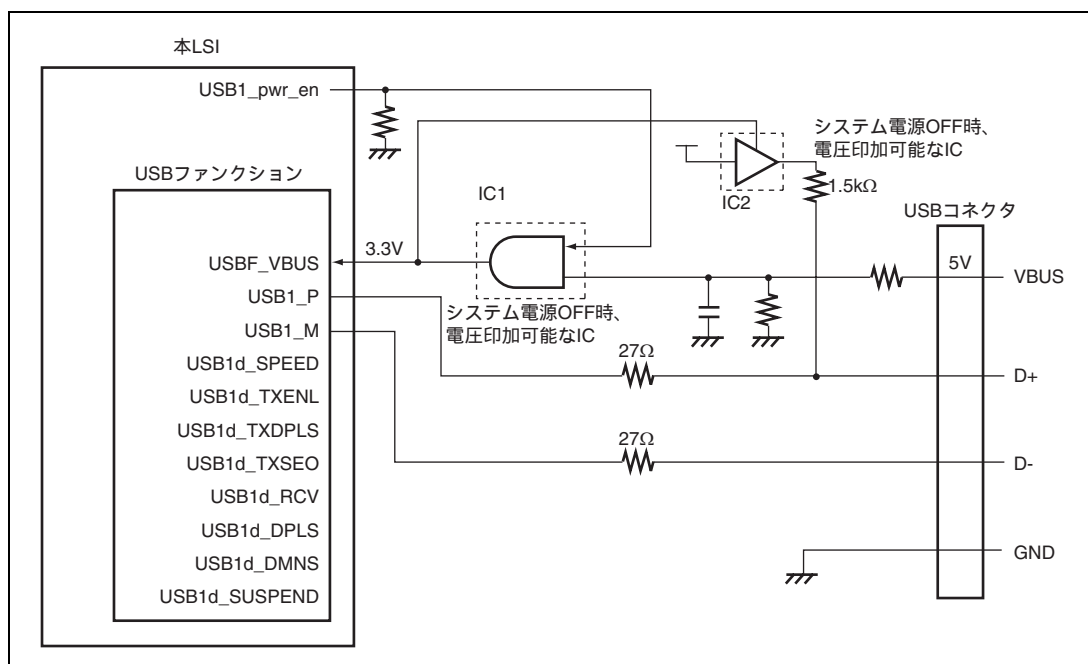 本LSI
USB1_pwr_en
システム電源OFF時、
電圧印加可能なIC
IC2
1.5kΩ
USBファンクション
IC1
USBコネクタ
3.3V
5V
USBF_VBUS
VBUS
USB1_P
システム電源OFF時、
電圧印加可能なIC
USB1_M
27Ω
USB1d_SPEED
D+
USB1d_TXENL
USB1d_TXDPLS
27Ω
USB1d_TXSEO
D-
USB1d_RCV
USB1d_DPLS
GND
USB1d_DMNS
USB1d_SUSPEND